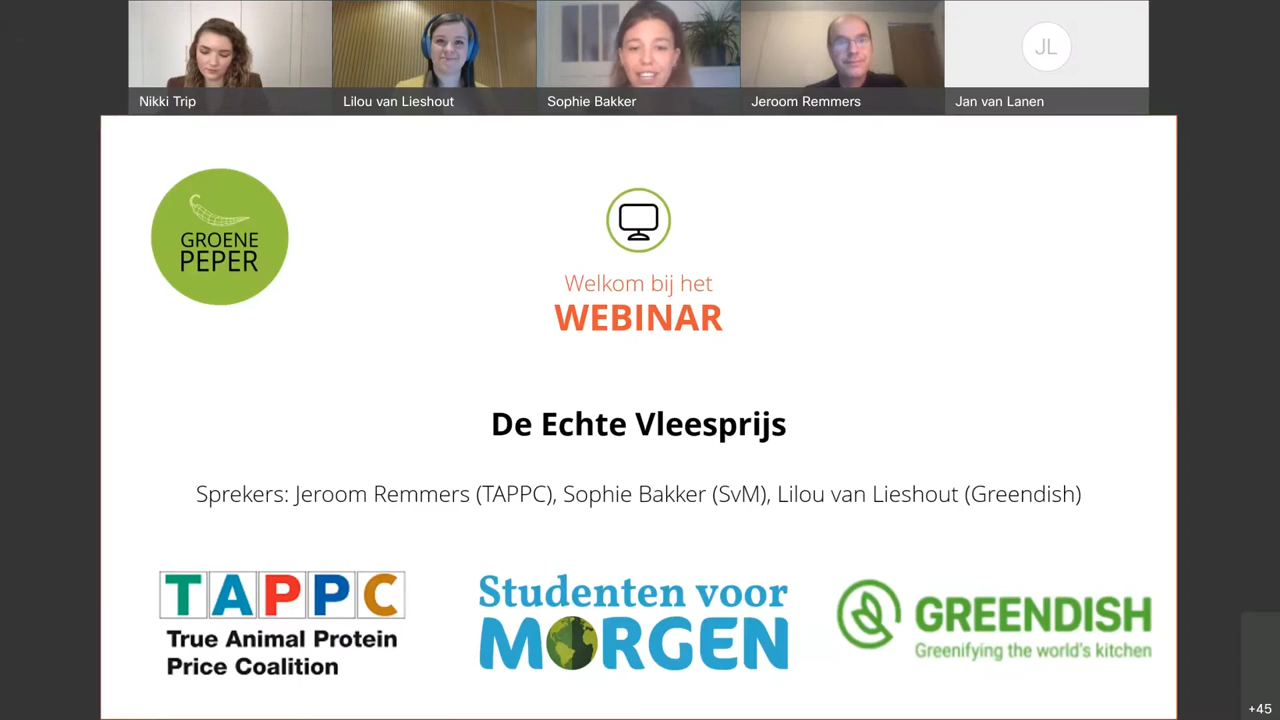 Nikki Trip
Lilou van Lieshout
Sophie Bakker
Jeroom Remmers
JL
Jan van Lanen
GROENE
PEPER
Welkom bij het
WEBINAR
De Echte Vleesprijs
Sprekers: Jeroom Remmers (TAPPC), Sophie Bakker (SvM), Lilou van Lieshout (Greendish)
TAPPC
True Animal Protein
Price Coalition
Studenten voor
MORGEN
GREENDISH
Greenifying the world's kitchen
+45